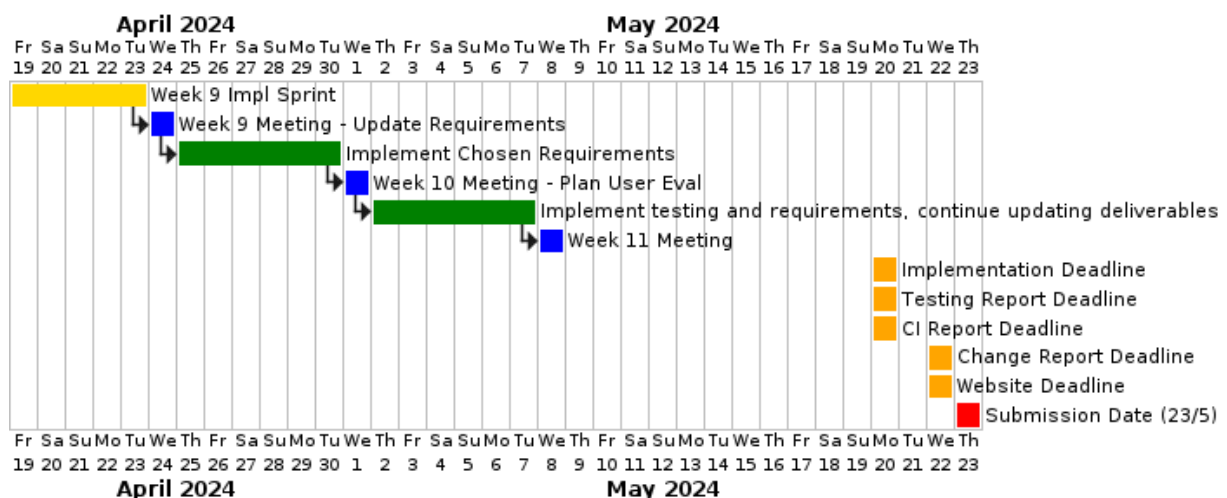 April 2024 May 2024
Fr Sa Su Mo Tu We Th Fr Sa Su Mo Tu We Th Fr Sa Su Mo Tu We Th Fr Sa Su Mo Tu We Th Fr Sa Su Mo Tu We Th
19 20 21 22 23 24 25 26 27 28 29 30 1 2 3 4 5 6 7 8 9 10 11 12 13 14 15 16 17 18 19 20 21 22 23
Week 9 Impl Sprint
Week 9 Meeting - Update Requirements
Implement Chosen Requirements
Week 10 Meeting - Plan User Eval
Implement testing and requirements, continue updating deliverables
Week 11 Meeting
Implementation Deadline
Testing Report Deadline
CI Report Deadline
Change Report Deadline
Website Deadline
Submission Date (23/5)
Fr Sa Su Mo Tu We Th Fr Sa Su Mo Tu We Th Fr Sa Su Mo Tu We Th Fr Sa Su Mo Tu We Th Fr Sa Su Mo Tu We Th
19 20 21 22 23 24 25 26 27 28 29 30 1 2 3 4 5 6 7 8 9 10 11 12 13 14 15 16 17 18 19 20 21 22 23
April 2024 May 2024